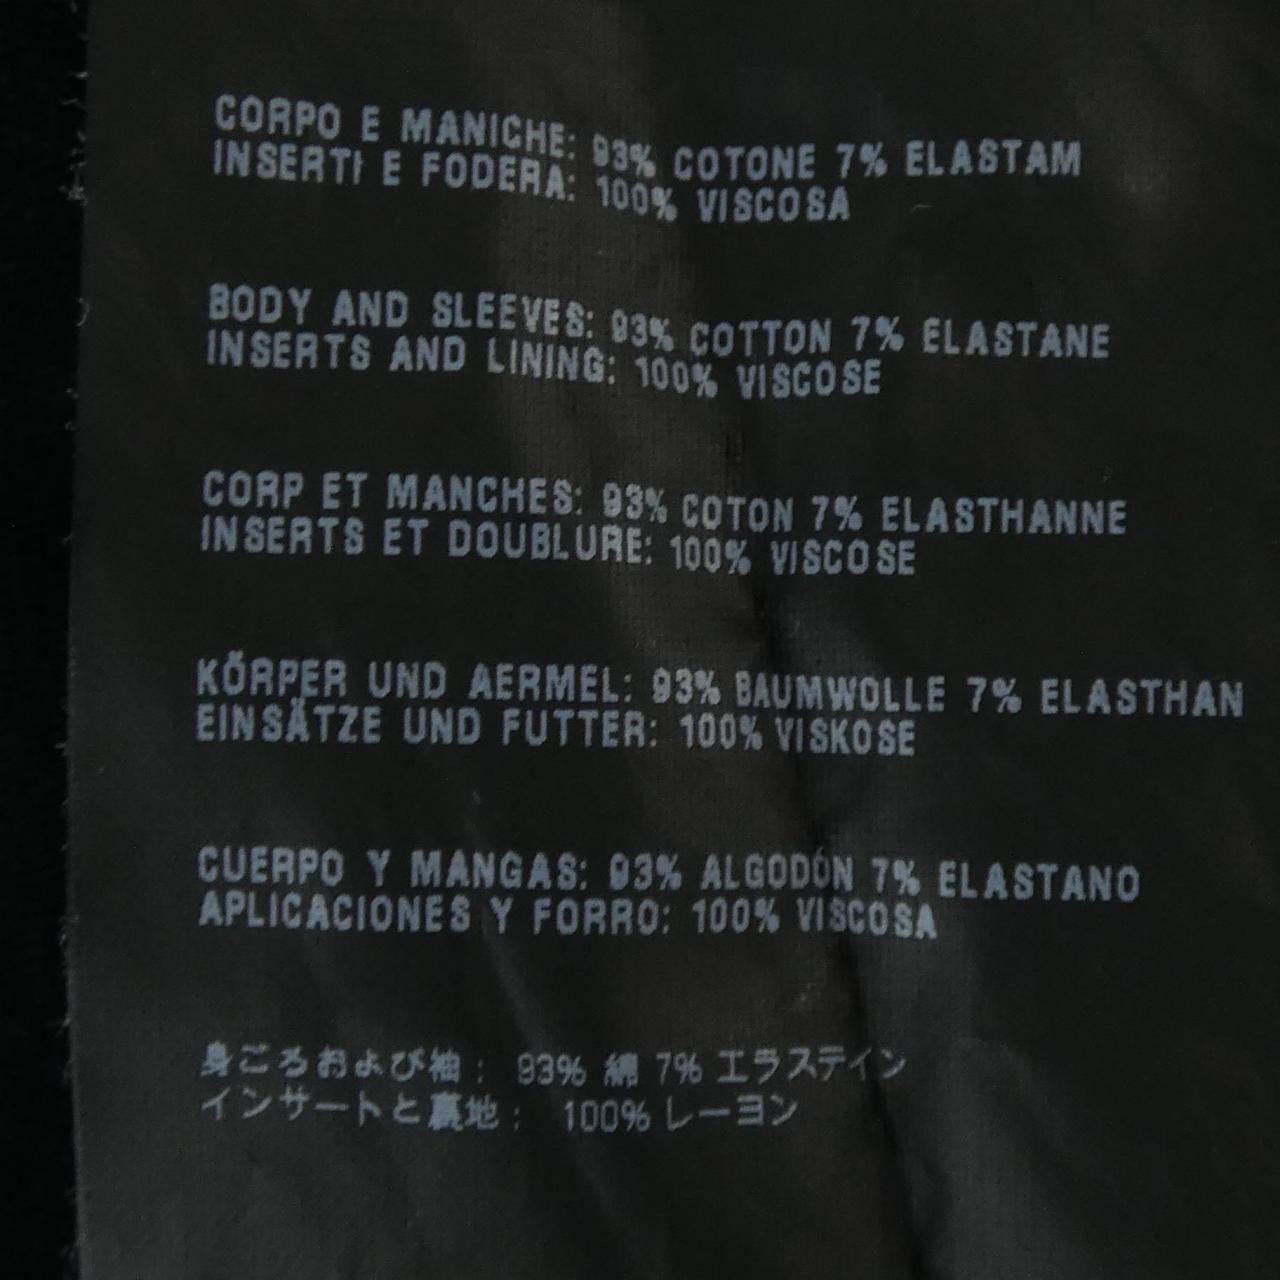 CORPO E MANICHE: 93% COTONE 7% ELASTAM
INSERTI E FODERA: 100% VISCOSA
BODY AND SLEEVES: 93% COTTON 7% ELASTANE
INSERTS AND LINING: 100% VISCOSE
CORP ET MANCHES: 93% COTON 7% ELASTHANNE
INSERTS ET DOUBLURE: 100% VISCOSE
KÖRPER UND AERMEL: 93% BAUMWOLLE 7% ELASTHAN
EINSÄTZE UND FUTTER: 100% VISKOSE
CUERPO Y MANGAS: 93% ALGODÓN 7% ELASTANO
APLICACIONES Y FORRO: 100% VISCOSA
身ごろおよび袖: 93% 綿 7% エラステイン
インサートと裏地: 100% レーヨン